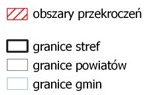 obszary przekroczeń
granice stref
granice powiatów
granice gmin